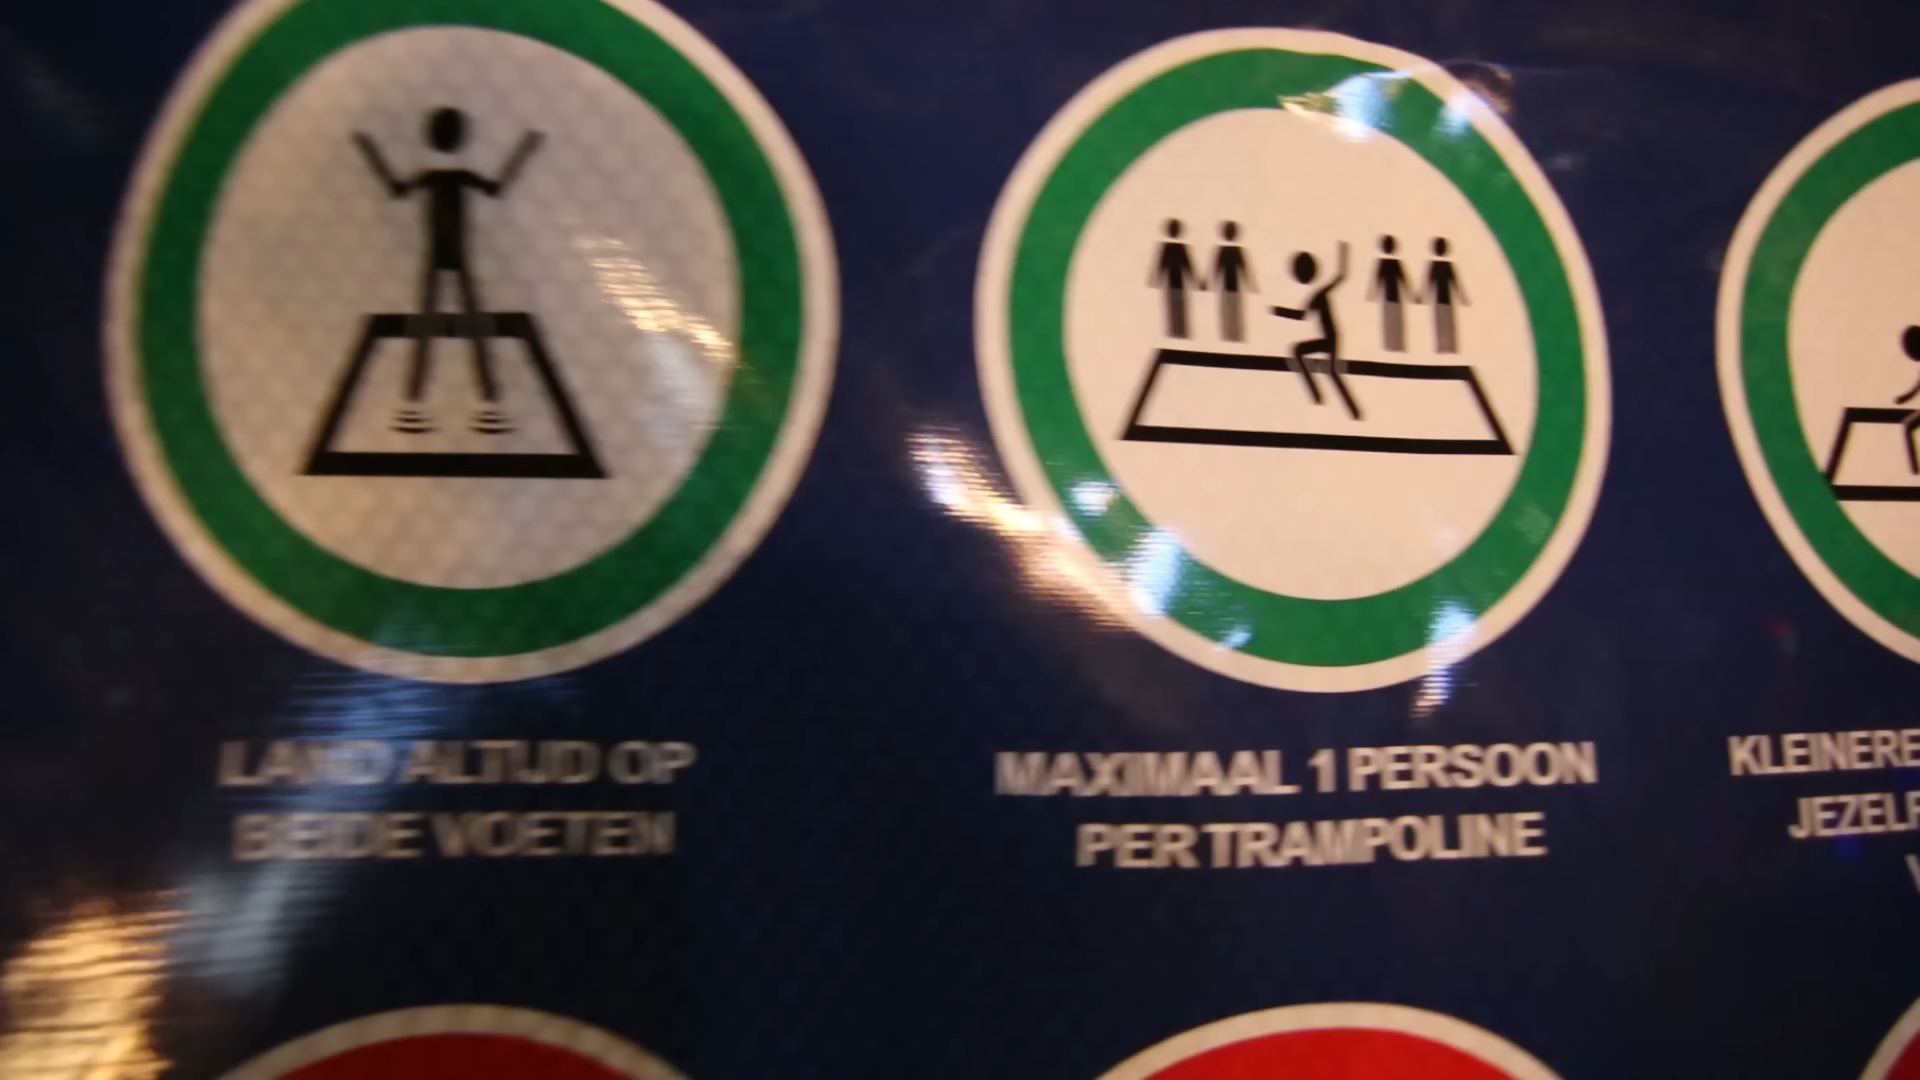 LAND ALTIJD OP
BEIDE VOETEN
MAXIMAAL 1 PERSOON
PER TRAMPOLINE
KLEINERE
JEZELF